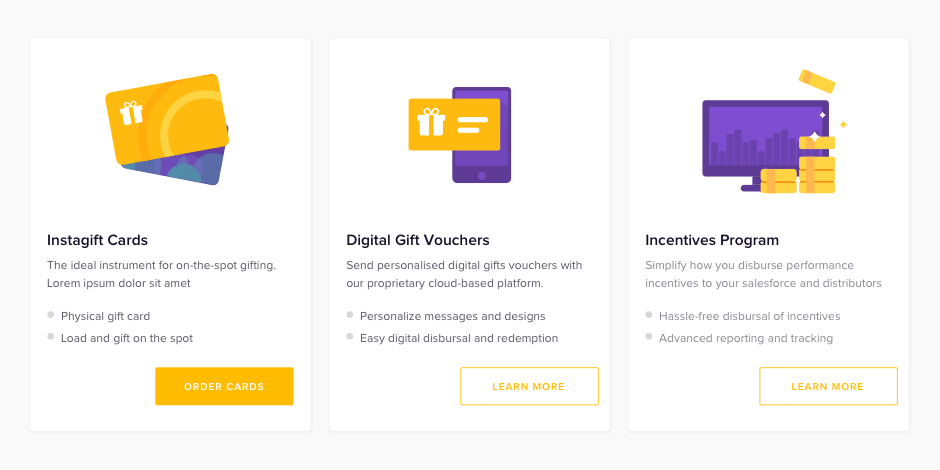 Instagift Cards
The ideal instrument for on-the-spot gifting.
Lorem ipsum dolor sit amet
Physical gift card
Load and gift on the spot
ORDER CARDS
Digital Gift Vouchers
Send personalised digital gifts vouchers with
our proprietary cloud-based platform.
Personalize messages and designs
Easy digital disbursal and redemption
LEARN MORE
Incentives Program
Simplify how you disburse performance
incentives to your salesforce and distributors
Hassle-free disbursal of incentives
Advanced reporting and tracking
LEARN MORE